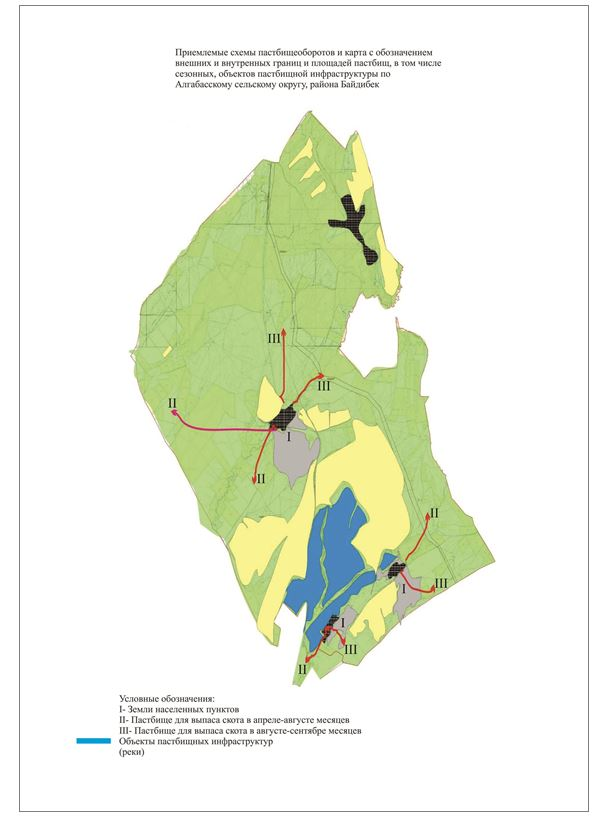 Приемлемые схемы пастбищеоборотов и карта с обозначением
внешних и внутренных границ и площадей пастбищ, в том числе
сезонных, объектов пастбищной инфраструктуры по
Алгабасскому сельскому округу, района Байдибек
III
III
II
I
II
II
III
I
I
III
II
Условные обозначения:
I- Земли населенных пунктов
II- Пастбище для выпаса скота в апреле-августе месяцев
III- Пастбище для выпаса скота в августе-сентябре месяцев
Объекты пастбищных инфраструктур
(реки)